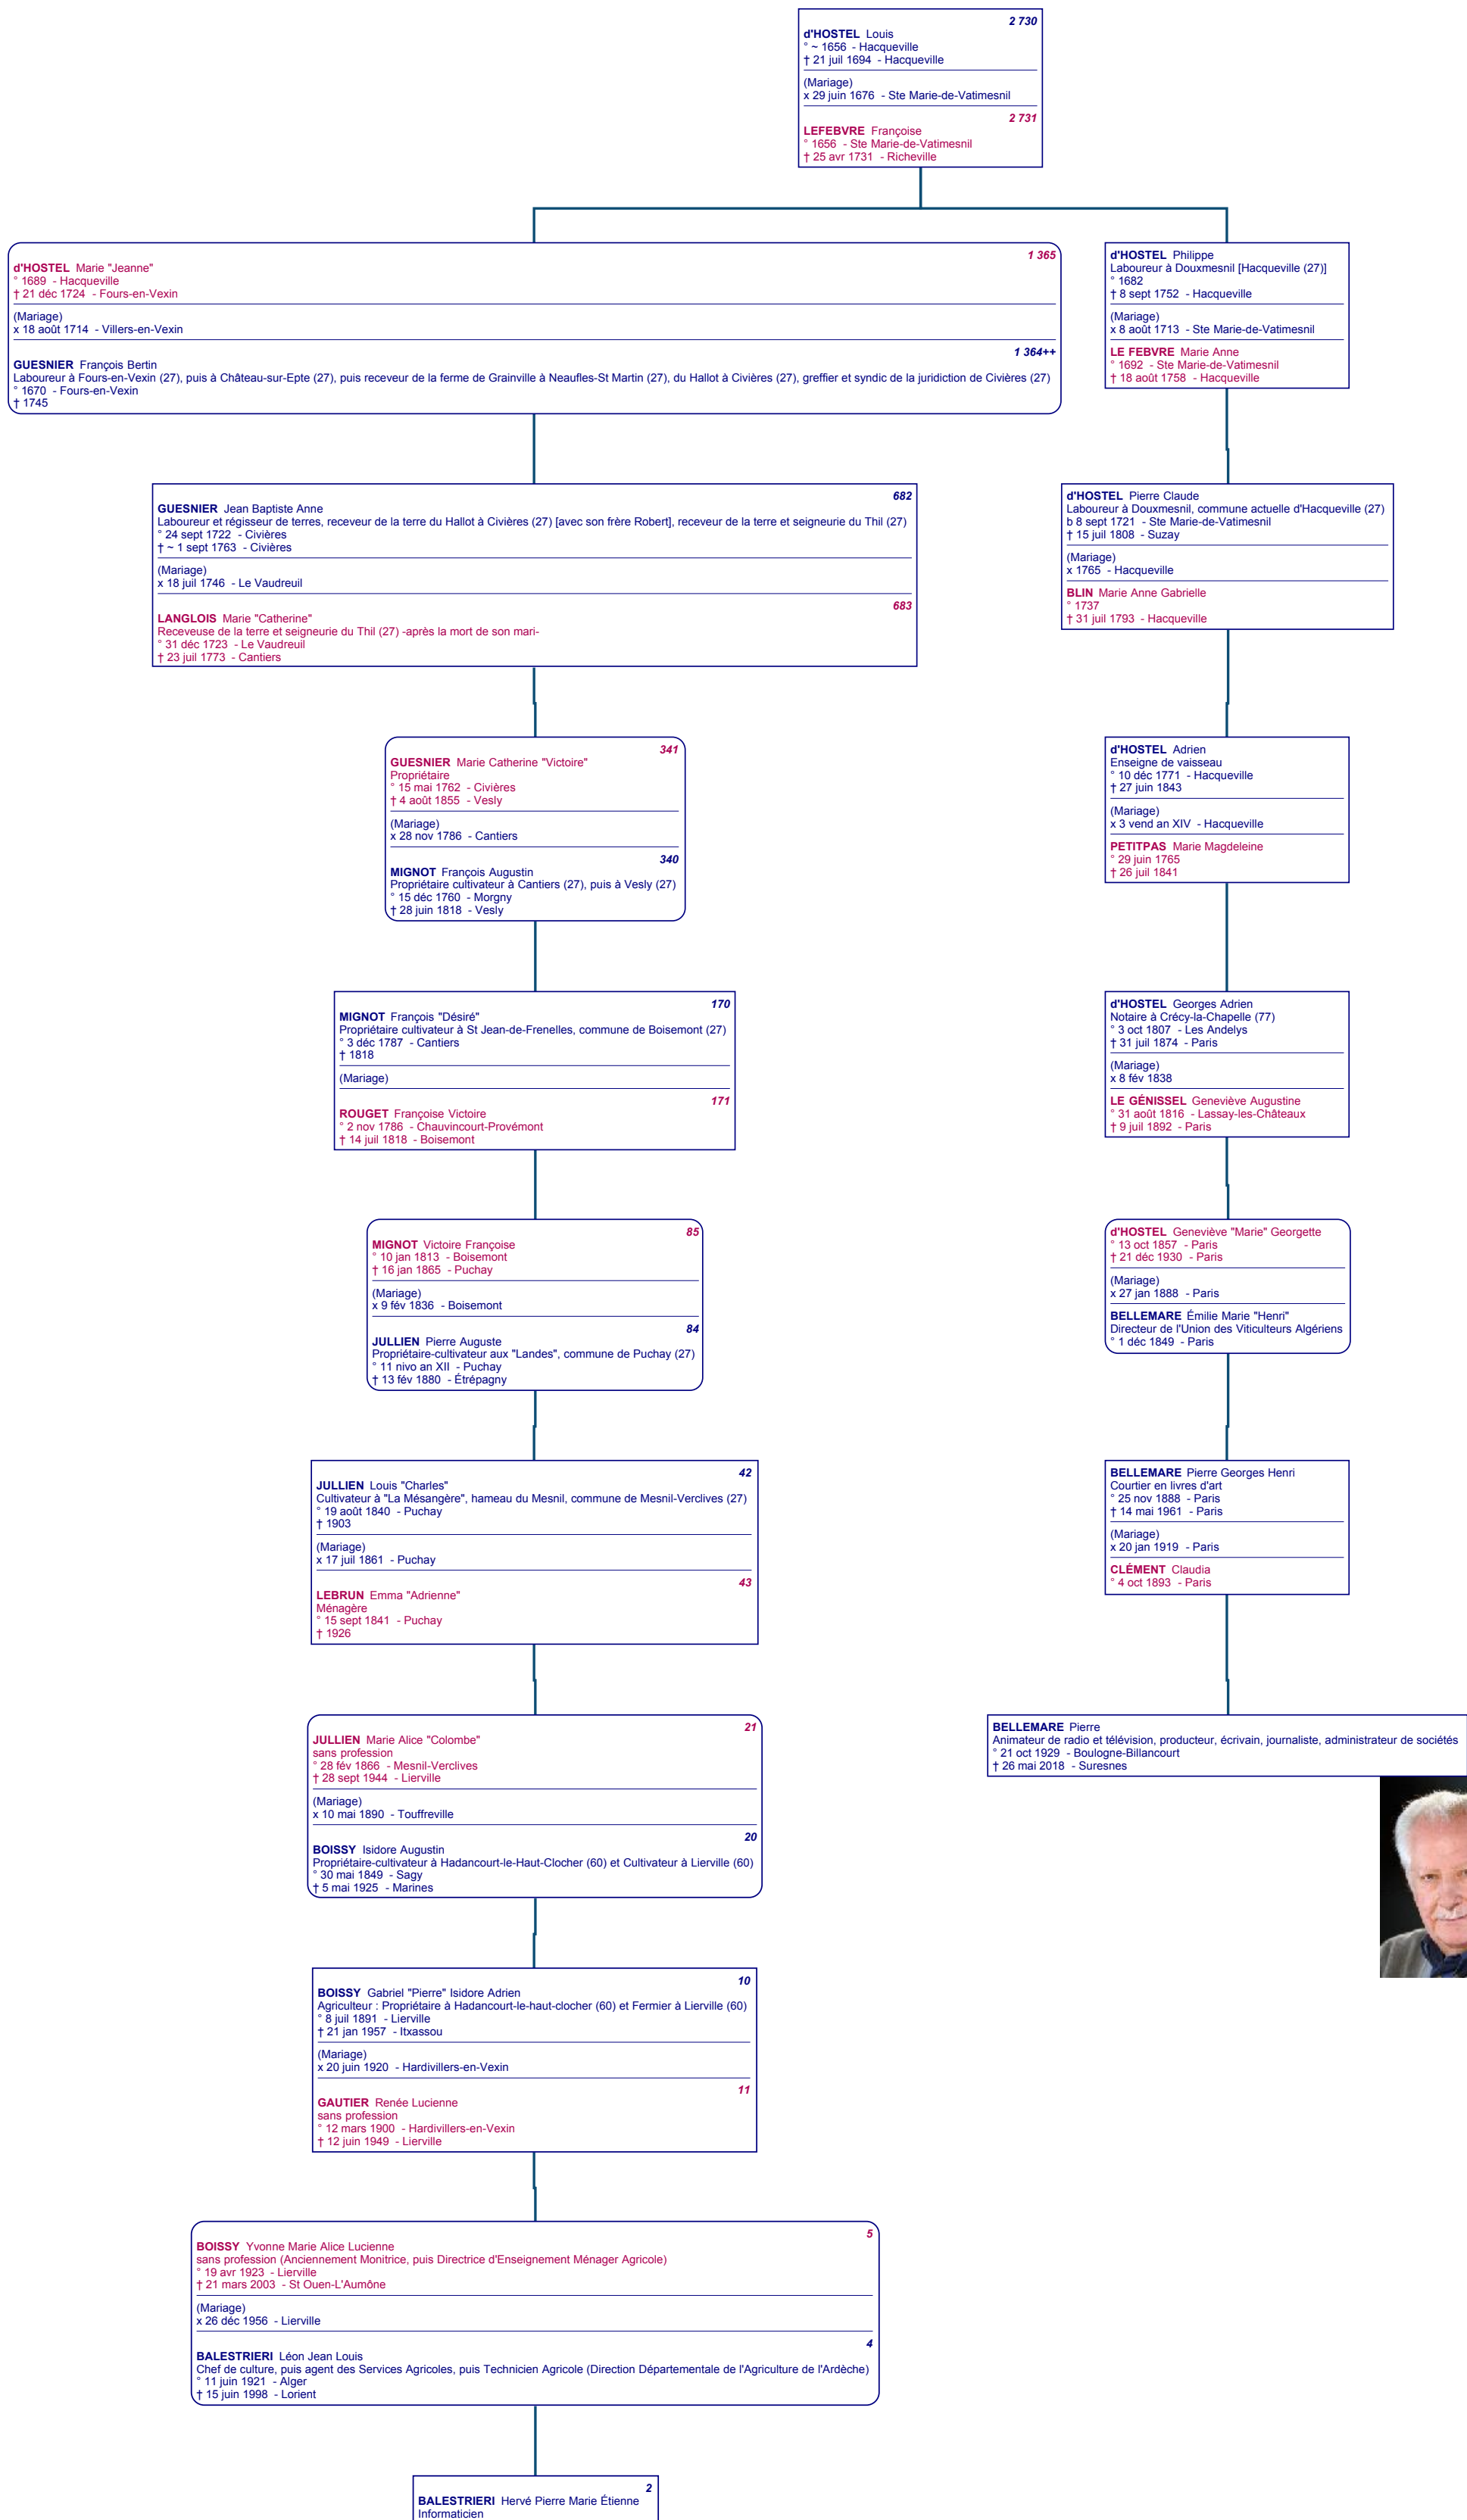 2 730
d'HOSTEL Louis
° ~ 1656 - Hacqueville
† 21 juil 1694 - Hacqueville
(Mariage)
x 29 juin 1676 - Ste Marie-de-Vatimesnil
2 731
LEFEBVRE Françoise
° 1656 - Ste Marie-de-Vatimesnil
† 25 avr 1731 - Richeville
1 365
d'HOSTEL Marie "Jeanne"
° 1689 - Hacqueville
† 21 déc 1724 - Fours-en-Vexin
(Mariage)
x 18 août 1714 - Villers-en-Vexin
1 364++
GUESNIER François Bertin
Laboureur à Fours-en-Vexin (27), puis à Château-sur-Epte (27), puis receveur de la ferme de Grainville à Neaufles-St Martin (27), du Hallot à Civières (27), greffier et syndic de la juridiction de Civières (27)
° 1670 - Fours-en-Vexin
† 1745
d'HOSTEL Philippe
Laboureur à Douxmesnil [Hacqueville (27)]
° 1682
† 8 sept 1752 - Hacqueville
(Mariage)
x 8 août 1713 - Ste Marie-de-Vatimesnil
LE FEBVRE Marie Anne
° 1692 - Ste Marie-de-Vatimesnil
† 18 août 1758 - Hacqueville
682
GUESNIER Jean Baptiste Anne
Laboureur et régisseur de terres, receveur de la terre du Hallot à Civières (27) [avec son frère Robert], receveur de la terre et seigneurie du Thil (27)
° 24 sept 1722 - Civières
† ~ 1 sept 1763 - Civières
(Mariage)
x 18 juil 1746 - Le Vaudreuil
683
LANGLOIS Marie "Catherine"
Receveuse de la terre et seigneurie du Thil (27) -après la mort de son mari-
° 31 déc 1723 - Le Vaudreuil
† 23 juil 1773 - Cantiers
d'HOSTEL Pierre Claude
Laboureur à Douxmesnil, commune actuelle d'Hacqueville (27)
b 8 sept 1721 - Ste Marie-de-Vatimesnil
† 15 juil 1808 - Suzay
(Mariage)
x 1765 - Hacqueville
BLIN Marie Anne Gabrielle
° 1737
† 31 juil 1793 - Hacqueville
341
GUESNIER Marie Catherine "Victoire"
Propriétaire
° 15 mai 1762 - Civières
† 4 août 1855 - Vesly
(Mariage)
x 28 nov 1786 - Cantiers
340
MIGNOT François Augustin
Propriétaire cultivateur à Cantiers (27), puis à Vesly (27)
° 15 déc 1760 - Morgny
† 28 juin 1818 - Vesly
d'HOSTEL Adrien
Enseigne de vaisseau
° 10 déc 1771 - Hacqueville
† 27 juin 1843
(Mariage)
x 3 vend an XIV - Hacqueville
PETITPAS Marie Magdeleine
° 29 juin 1765
† 26 juil 1841
170
MIGNOT François "Désiré"
Propriétaire cultivateur à St Jean-de-Frenelles, commune de Boisemont (27)
° 3 déc 1787 - Cantiers
† 1818
(Mariage)
171
ROUGET Françoise Victoire
° 2 nov 1786 - Chauvincourt-Provémont
† 14 juil 1818 - Boisemont
d'HOSTEL Georges Adrien
Notaire à Crécy-la-Chapelle (77)
° 3 oct 1807 - Les Andelys
† 31 juil 1874 - Paris
(Mariage)
x 8 fév 1838
LE GÉNISSEL Geneviève Augustine
° 31 août 1816 - Lassay-les-Châteaux
† 9 juil 1892 - Paris
85
MIGNOT Victoire Françoise
° 10 jan 1813 - Boisemont
† 16 jan 1865 - Puchay
(Mariage)
x 9 fév 1836 - Boisemont
84
JULLIEN Pierre Auguste
Propriétaire-cultivateur aux "Landes", commune de Puchay (27)
° 11 nivo an XII - Puchay
† 13 fév 1880 - Étrépagny
d'HOSTEL Geneviève "Marie" Georgette
° 13 oct 1857 - Paris
† 21 déc 1930 - Paris
(Mariage)
x 27 jan 1888 - Paris
BELLEMARE Émilie Marie "Henri"
Directeur de l'Union des Viticulteurs Algériens
° 1 déc 1849 - Paris
42
JULLIEN Louis "Charles"
Cultivateur à "La Mésangère", hameau du Mesnil, commune de Mesnil-Verclives (27)
° 19 août 1840 - Puchay
† 1903
(Mariage)
x 17 juil 1861 - Puchay
43
LEBRUN Emma "Adrienne"
Ménagère
° 15 sept 1841 - Puchay
† 1926
BELLEMARE Pierre Georges Henri
Courtier en livres d'art
° 25 nov 1888 - Paris
† 14 mai 1961 - Paris
(Mariage)
x 20 jan 1919 - Paris
CLÉMENT Claudia
° 4 oct 1893 - Paris
21
JULLIEN Marie Alice "Colombe"
sans profession
° 28 fév 1866 - Mesnil-Verclives
† 28 sept 1944 - Lierville
(Mariage)
x 10 mai 1890 - Touffreville
20
BOISSY Isidore Augustin
Propriétaire-cultivateur à Hadancourt-le-Haut-Clocher (60) et Cultivateur à Lierville (60)
° 30 mai 1849 - Sagy
† 5 mai 1925 - Marines
BELLEMARE Pierre
Animateur de radio et télévision, producteur, écrivain, journaliste, administrateur de sociétés
° 21 oct 1929 - Boulogne-Billancourt
† 26 mai 2018 - Suresnes
10
BOISSY Gabriel "Pierre" Isidore Adrien
Agriculteur : Propriétaire à Hadancourt-le-haut-clocher (60) et Fermier à Lierville (60)
° 8 juil 1891 - Lierville
† 21 jan 1957 - Itxassou
(Mariage)
x 20 juin 1920 - Hardivillers-en-Vexin
11
GAUTIER Renée Lucienne
sans profession
° 12 mars 1900 - Hardivillers-en-Vexin
† 12 juin 1949 - Lierville
5
BOISSY Yvonne Marie Alice Lucienne
sans profession (Anciennement Monitrice, puis Directrice d'Enseignement Ménager Agricole)
° 19 avr 1923 - Lierville
† 21 mars 2003 - St Ouen-L'Aumône
(Mariage)
x 26 déc 1956 - Lierville
4
BALESTRIERI Léon Jean Louis
Chef de culture, puis agent des Services Agricoles, puis Technicien Agricole (Direction Départementale de l'Agriculture de l'Ardèche)
° 11 juin 1921 - Alger
† 15 juin 1998 - Lorient
2
BALESTRIERI Hervé Pierre Marie Étienne
Informaticien